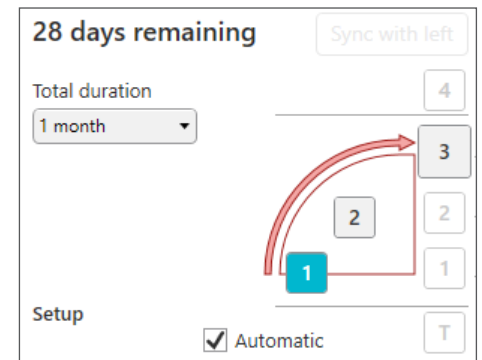 28 days remaining Sync with left
Total duration 4
1 month
3
2 2
1 1
Setup
Automatic T